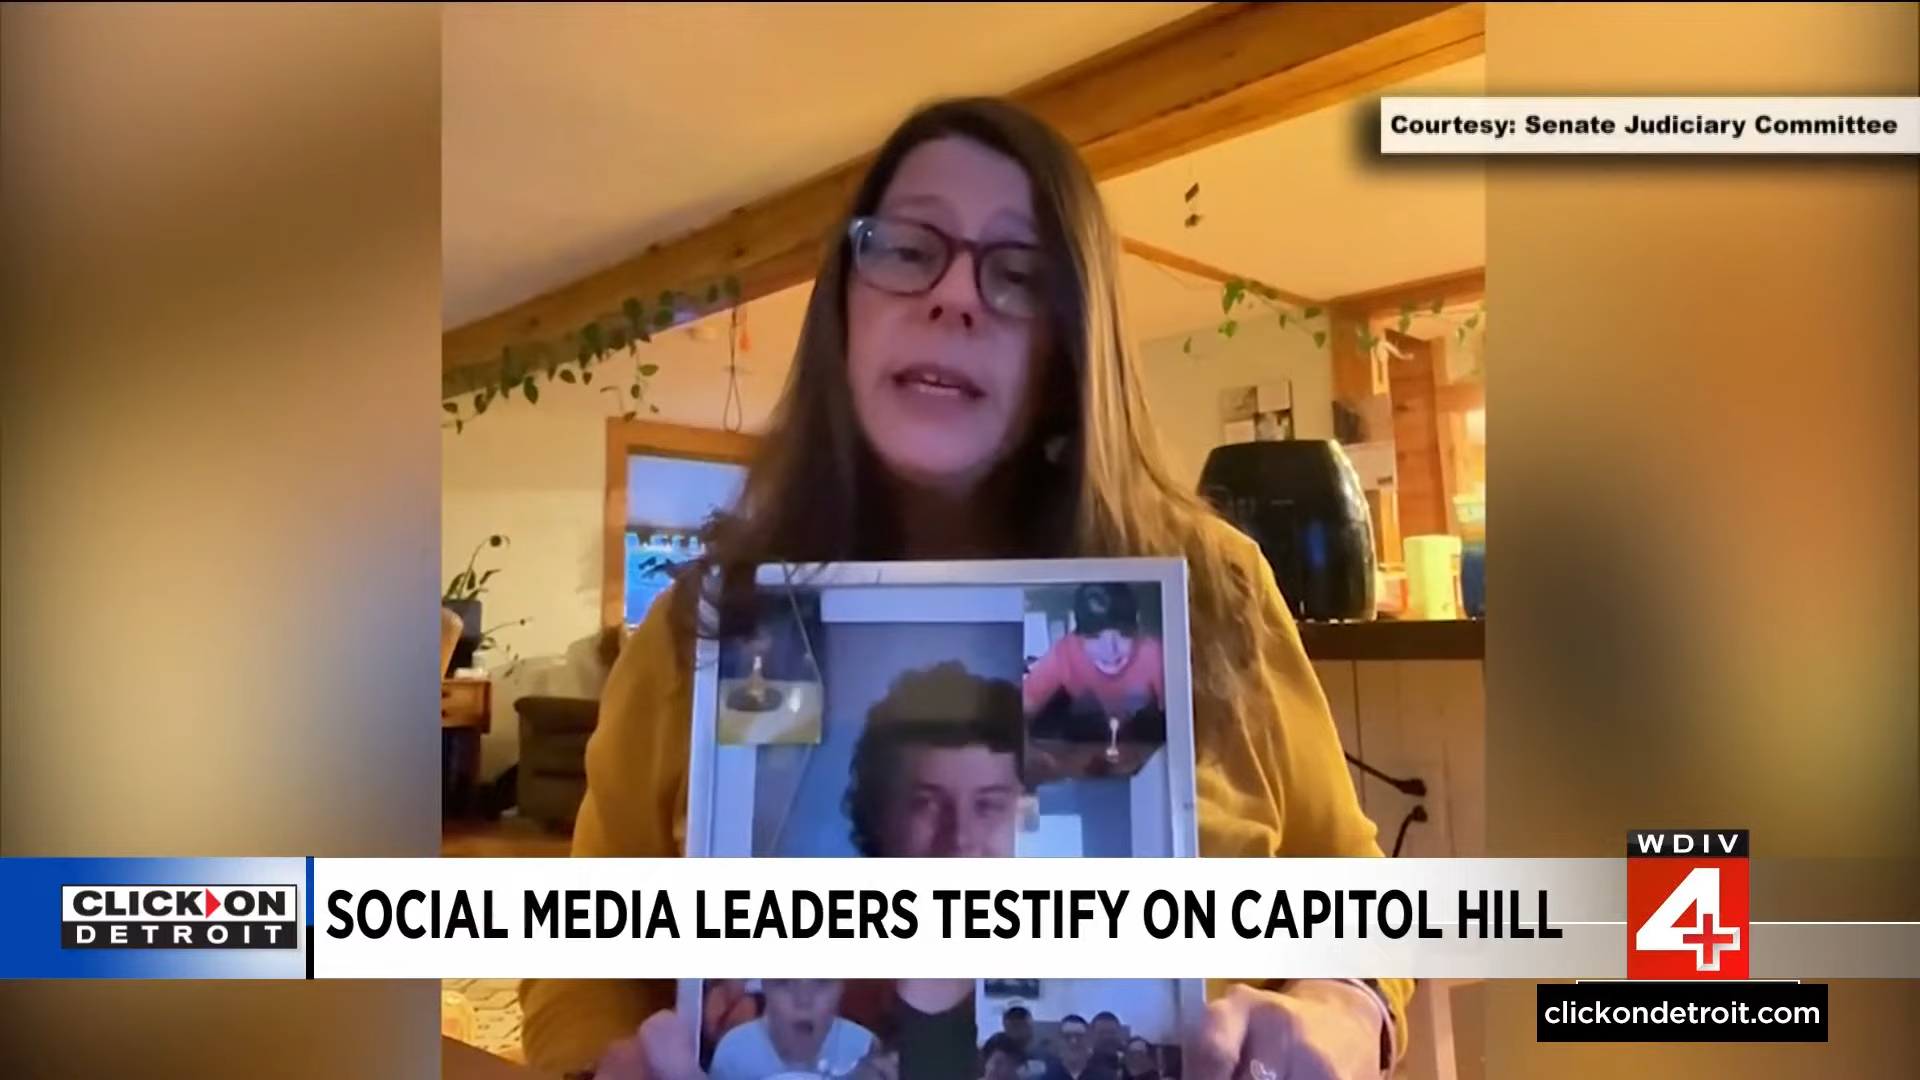 Courtesy: Senate Judiciary Committee
WDIV
4+
CLICK ON
DETROIT
SOCIAL MEDIA LEADERS TESTIFY ON CAPITOL HILL
clickondetroit.com